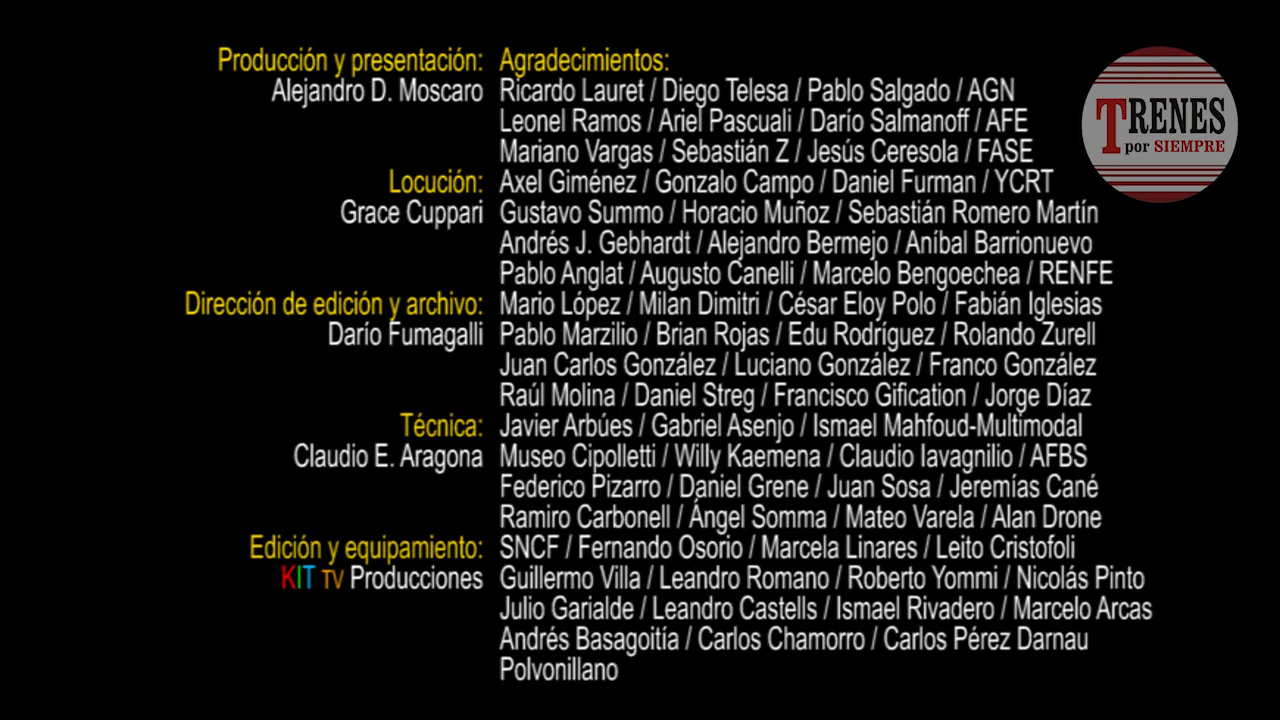 Producción y presentación:
Alejandro D. Moscaro
Locución:
Grace Cuppari
Dirección de edición y archivo:
Darío Fumagalli
Técnica:
Claudio E. Aragona
Edición y equipamiento:
KIT TV Producciones
Agradecimientos:
Ricardo Lauret / Diego Telesa / Pablo Salgado / AGN
Leonel Ramos / Ariel Pascuali / Darío Salmanoff / AFE
Mariano Vargas / Sebastián Z / Jesús Ceresola / FASE
Axel Giménez / Gonzalo Campo / Daniel Furman / YCRT
Gustavo Summo / Horacio Muñoz / Sebastián Romero Martín
Andrés J. Gebhardt / Alejandro Bermejo / Aníbal Barrionuevo
Pablo Anglat / Augusto Canelli / Marcelo Bengoechea / RENFE
Mario López / Milan Dimitri / César Eloy Polo / Fabián Iglesias
Pablo Marzilio / Brian Rojas / Edu Rodríguez / Rolando Zurell
Juan Carlos González / Luciano González / Franco González
Raúl Molina / Daniel Streg / Francisco Gification / Jorge Díaz
Javier Arbúes / Gabriel Asenjo / Ismael Mahfoud-Multimodal
Museo Cipolletti / Willy Kaemena / Claudio Iavagnilio / AFBS
Federico Pizarro / Daniel Grene / Juan Sosa / Jeremías Cané
Ramiro Carbonell / Ángel Somma / Mateo Varela / Alan Drone
SNCF / Fernando Osorio / Marcela Linares / Leito Cristofoli
Guillermo Villa / Leandro Romano / Roberto Yommi / Nicolás Pinto
Julio Garialde / Leandro Castells / Ismael Rivadero / Marcelo Arcas
Andrés Basagoitía / Carlos Chamorro / Carlos Pérez Darnau
Polvonillano
TRENES
por SIEMPRE